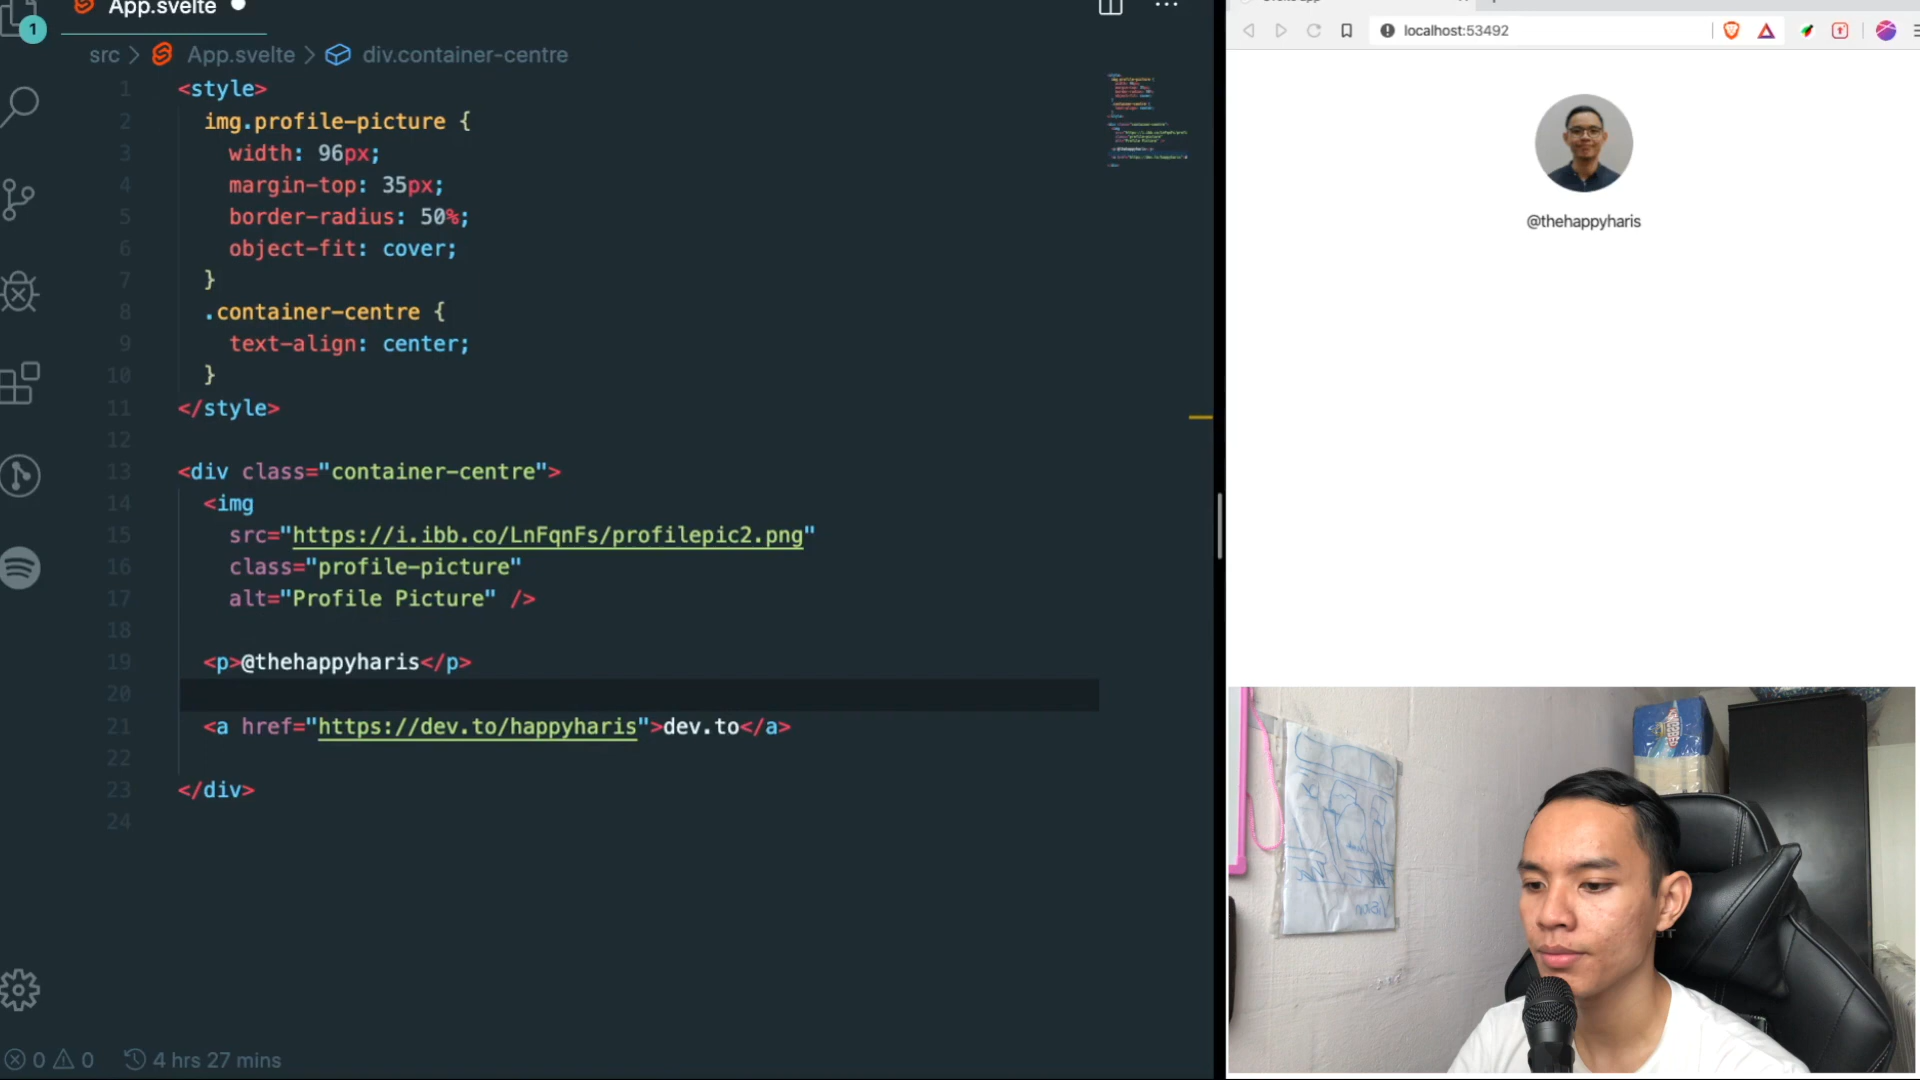 App.svelte
1
src > App.svelte > div.container-centre
1 <style>
2 img.profile-picture {
3 width: 96px;
4 margin-top: 35px;
5 border-radius: 50%;
6 object-fit: cover;
7 }
8 .container-centre {
9 text-align: center;
10 }
11 </style>
12
13 <div class="container-centre">
14 <img
15 src="https://i.ibb.co/LnFqnFs/profilepic2.png"
16 class="profile-picture"
17 alt="Profile Picture" />
18
19 <p>@thehappyharis</p>
20
21 <a href="https://dev.to/happyharis">dev.to</a>
22
23 </div>
24
0 0 4 hrs 27 mins
localhost:53492
@thehappyharis